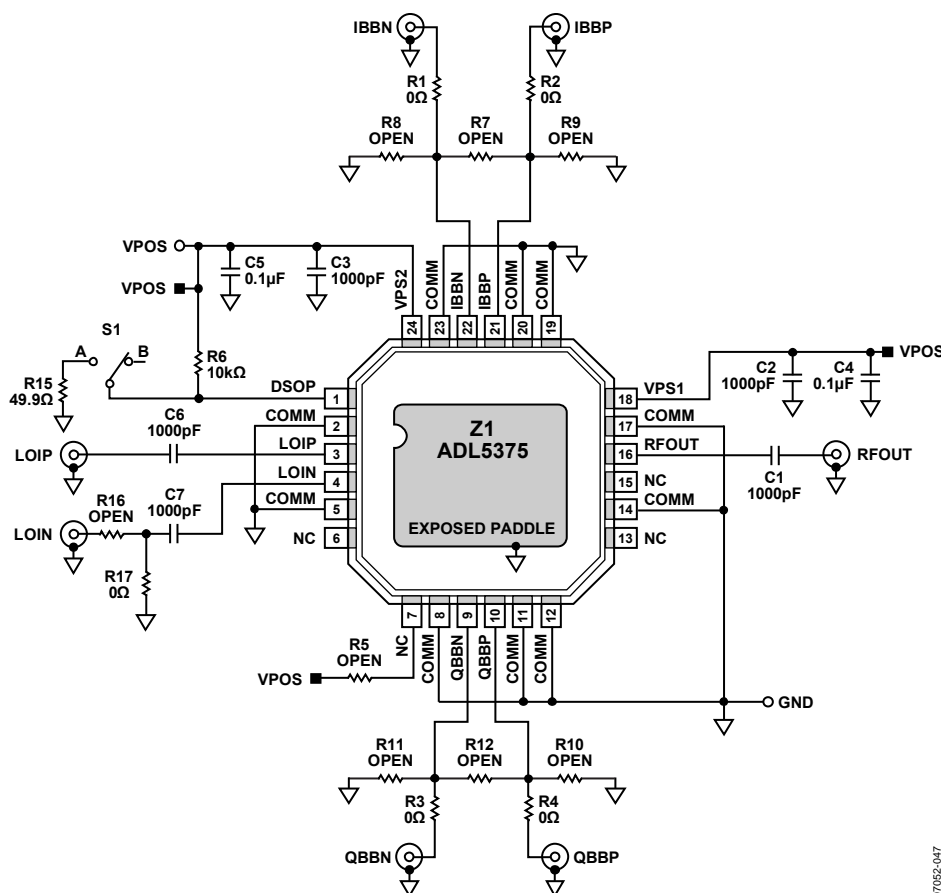 IBBN
IBBP
R1
0Ω
R2
0Ω
R8
OPEN
R7
OPEN
R9
OPEN
VPOS
C5
0.1µF
C3
1000pF
VPOS
VPS2
COMM
IBBN
IBBP
COMM
COMM
24
23
22
21
20
19
S1
A
B
R6
10kΩ
R15
49.9Ω
DSOP
1
COMM
2
C6
1000pF
LOIP
LOIP
3
LOIN
4
C7
1000pF
R16
OPEN
LOIN
COMM
5
NC
6
R17
0Ω
Z1
ADL5375
EXPOSED PADDLE
VPOS
C2
1000pF
C4
0.1µF
18
VPS1
17
COMM
16
RFOUT
RFOUT
C1
1000pF
15
NC
14
COMM
13
NC
7
8
9
10
11
12
NC
COMM
QBBN
QBBP
COMM
COMM
R5
OPEN
VPOS
GND
R11
OPEN
R12
OPEN
R10
OPEN
R3
0Ω
R4
0Ω
QBBN
QBBP
07052-047